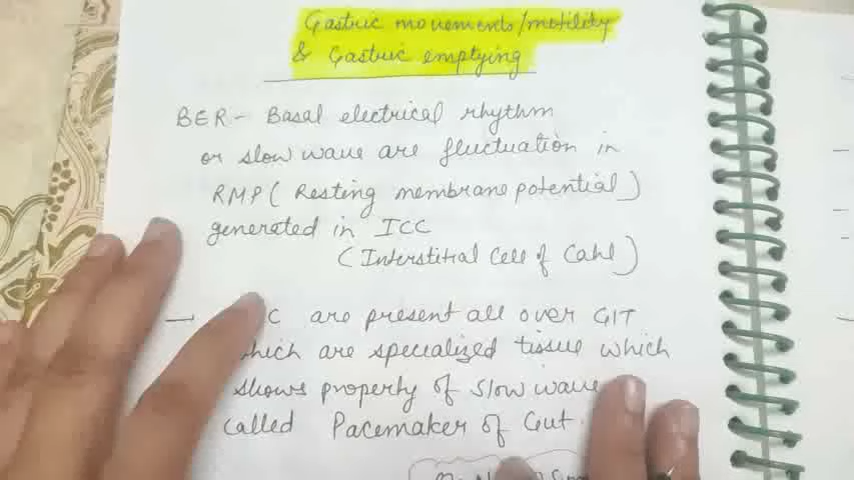 Gastric movements/motility
& Gastric emptying
BER - Basal electrical rhythm
or slow wave are fluctuation in
RMP (Resting membrane potential)
generated in ICC
(Interstitial Cell of Cahl)
→ C are present all over GIT
which are specialized tissue which
shows property of slow wave
called Pacemaker of Gut.